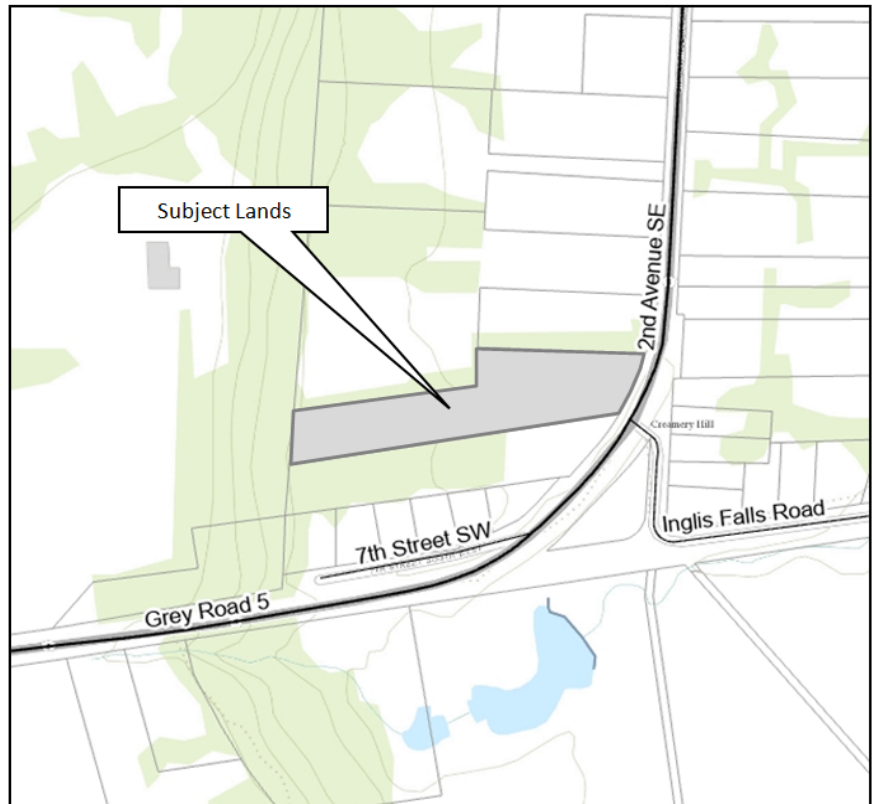 Subject Lands
2nd Avenue SE
Creamery Hill
Inglis Falls Road
7th Street SW
Grey Road 5